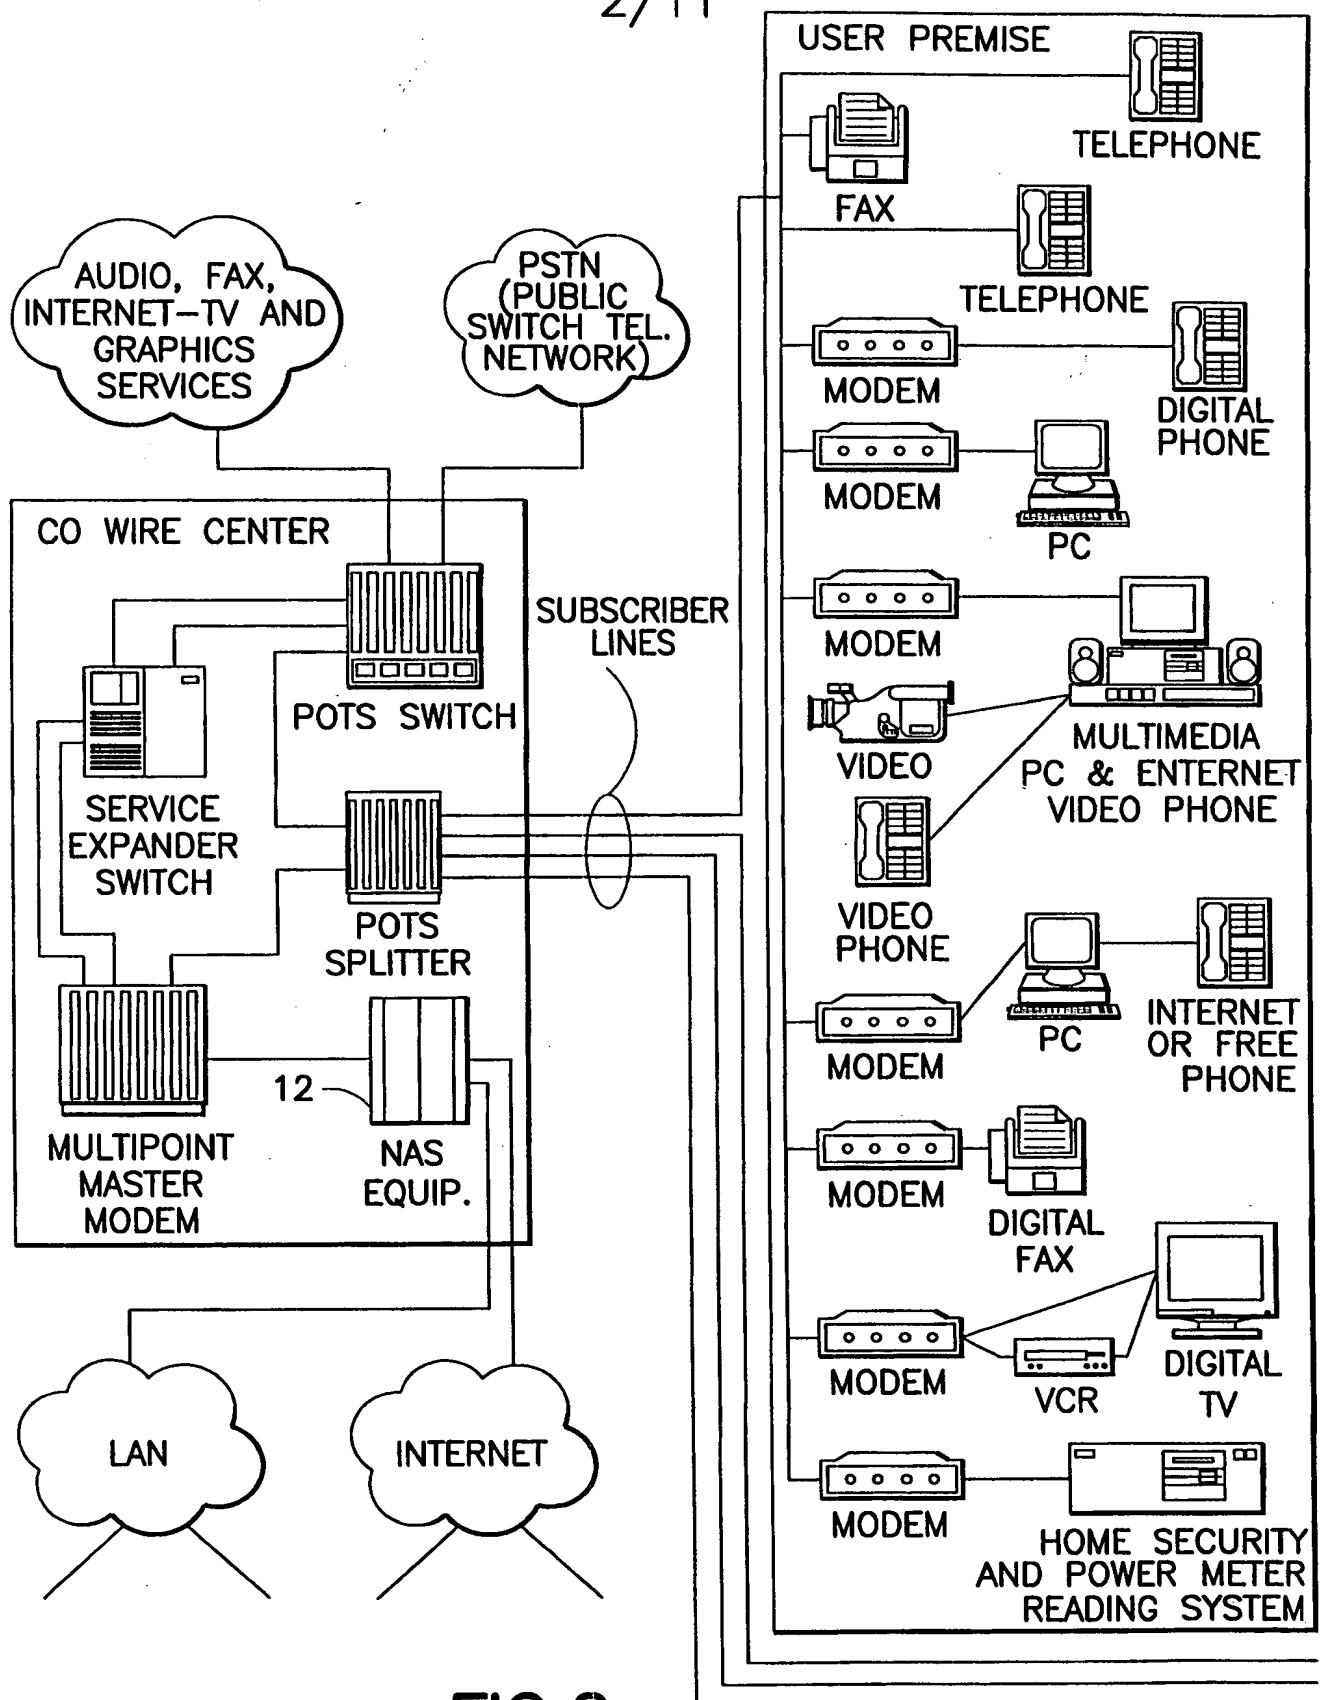 2/11
USER PREMISE
TELEPHONE
FAX
TELEPHONE
AUDIO, FAX,
INTERNET-TV AND
GRAPHICS
SERVICES
PSTN
(PUBLIC
SWITCH TEL.
NETWORK)
MODEM
DIGITAL
PHONE
MODEM
PC
CO WIRE CENTER
SUBSCRIBER
LINES
MODEM
POTS SWITCH
VIDEO
MULTIMEDIA
PC & ENTERNET
VIDEO PHONE
SERVICE
EXPANDER
SWITCH
POTS
SPLITTER
VIDEO
PHONE
PC
INTERNET
OR FREE
PHONE
MODEM
12
MULTIPOINT
MASTER
MODEM
NAS
EQUIP.
MODEM
DIGITAL
FAX
MODEM
VCR
DIGITAL
TV
LAN
INTERNET
MODEM
HOME SECURITY
AND POWER METER
READING SYSTEM